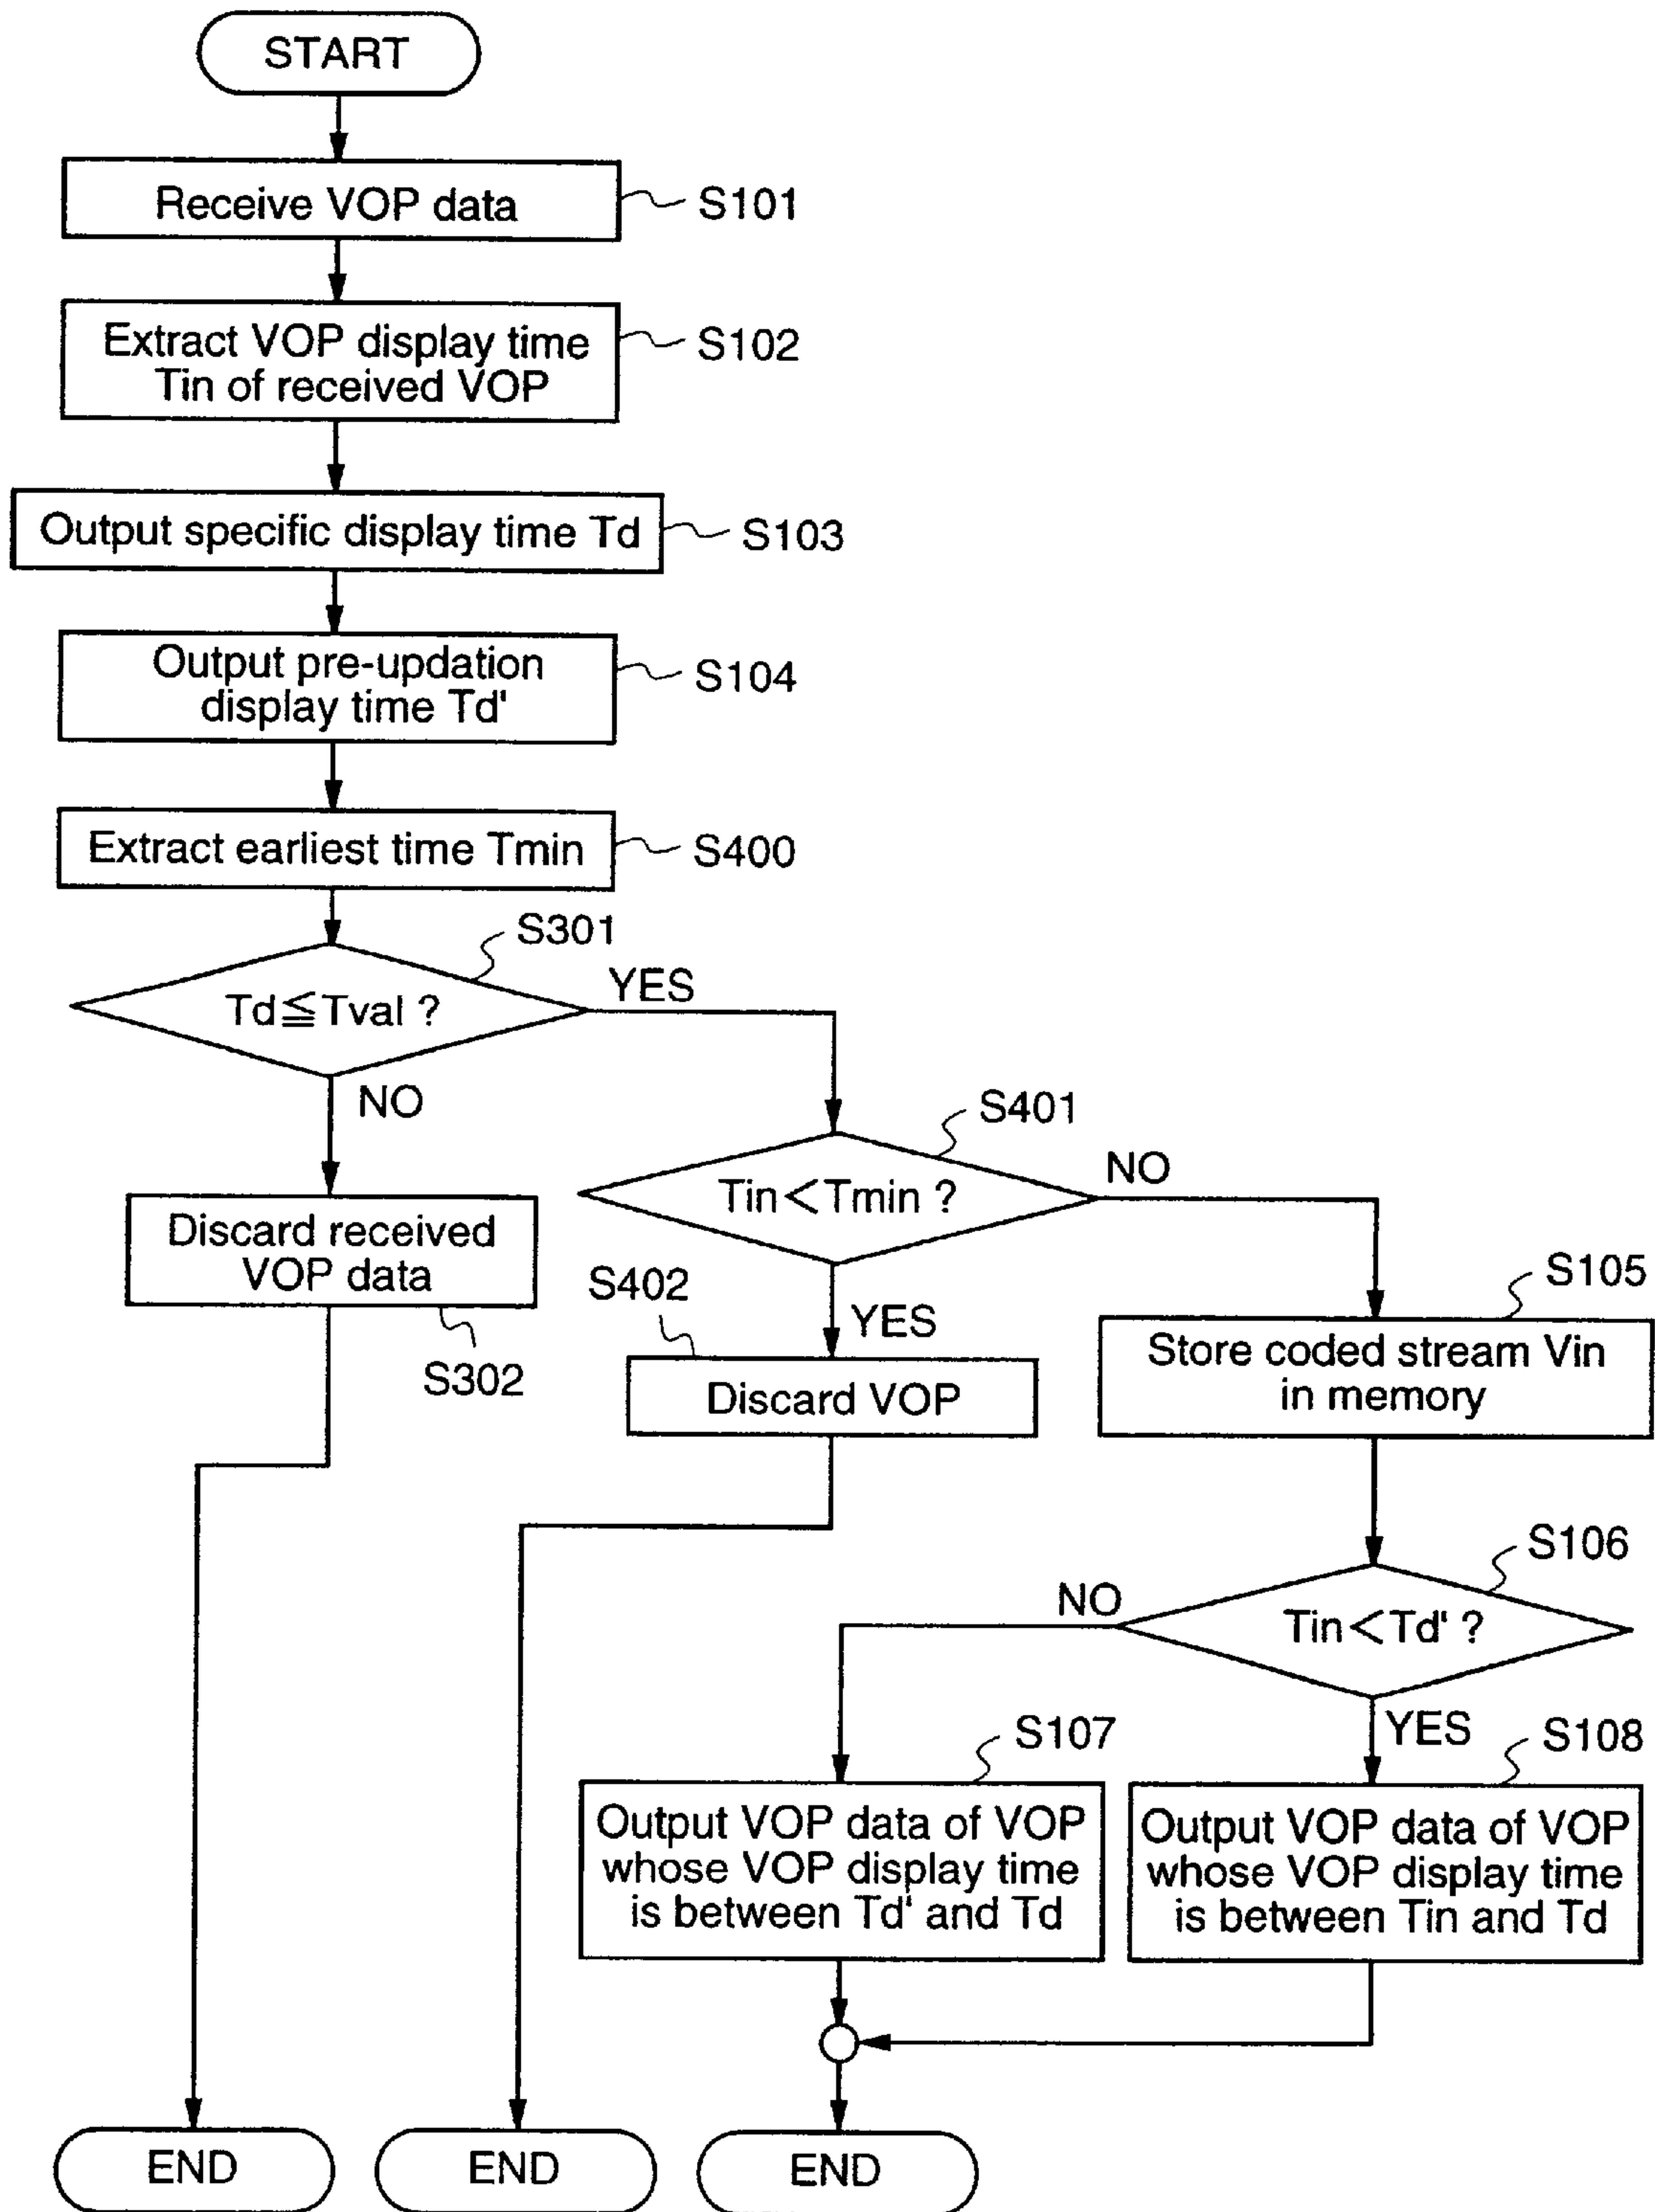 START
Receive VOP data
S101
Extract VOP display time
Tin of received VOP
S102
Output specific display time Td
S103
Output pre-updation
display time Td'
S104
Extract earliest time Tmin
S400
S301
Td≦Tval ?
YES
NO
S401
Tin<Tmin ?
NO
Discard received
VOP data
S302
S402
YES
Discard VOP
S105
Store coded stream Vin
in memory
S106
NO
Tin<Td' ?
YES
S107
S108
Output VOP data of VOP
whose VOP display time
is between Td' and Td
Output VOP data of VOP
whose VOP display time
is between Tin and Td
END
END
END